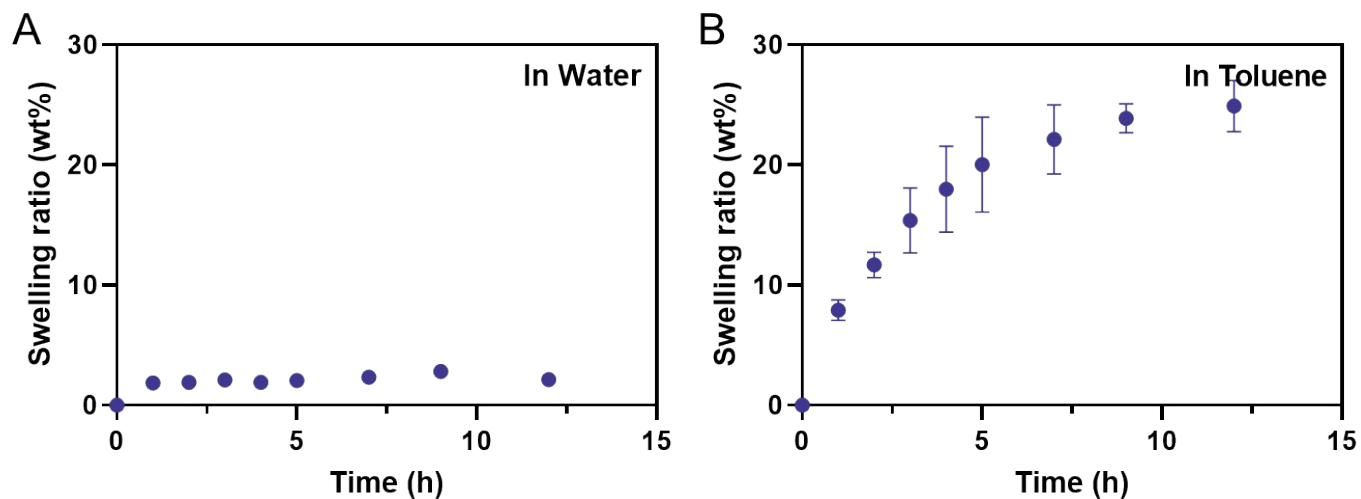 A
In Water
Swelling ratio (wt%)
30
20
10
0
0 5 10 15
Time (h)
B
In Toluene
Swelling ratio (wt%)
30
20
10
0
0 5 10 15
Time (h)